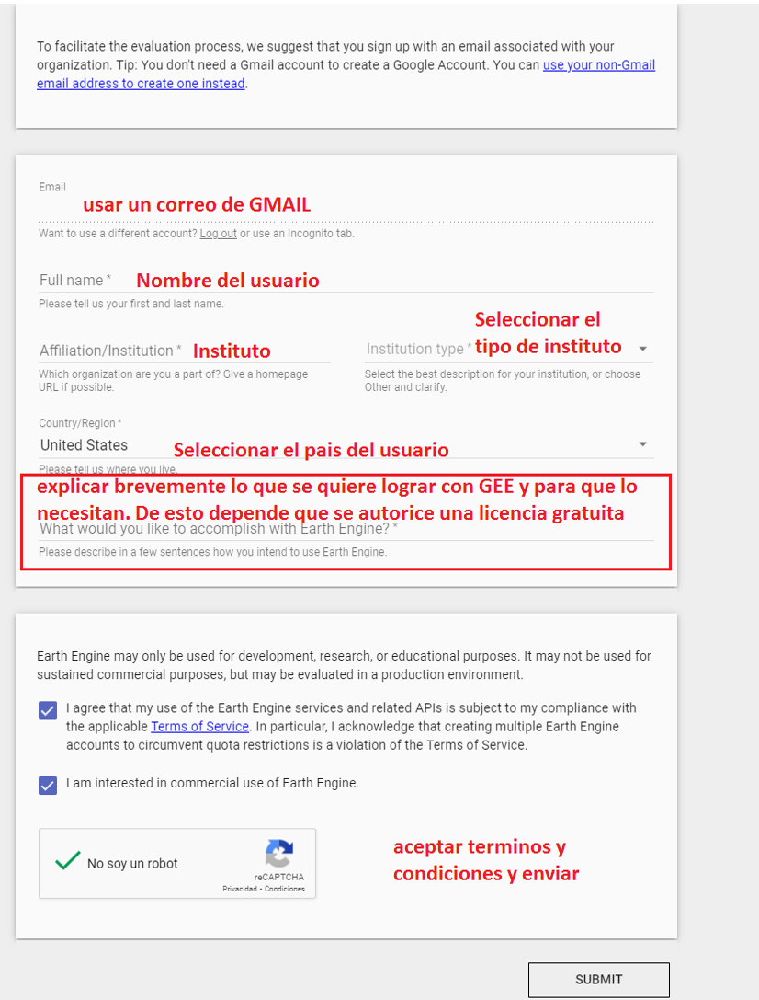 To facilitate the evaluation process, we suggest that you sign up with an email associated with your
organization. Tip: You don't need a Gmail account to create a Google Account. You can use your non-Gmail
email address to create one instead.
Email
usar un correo de GMAIL
Want to use a different account? Log out or use an Incognito tab.
Full name * Nombre del usuario
Please tell us your first and last name.
Affiliation/Institution * Instituto
Which organization are you a part of? Give a homepage
URL if possible.
Seleccionar el
Institution type * tipo de instituto
Select the best description for your institution, or choose
Other and clarify.
Country/Region *
United States Seleccionar el pais del usuario
Please tell us where you live.
explicar brevemente lo que se quiere lograr con GEE y para que lo
necesitan. De esto depende que se autorice una licencia gratuita
What would you like to accomplish with Earth Engine? *
Please describe in a few sentences how you intend to use Earth Engine.
Earth Engine may only be used for development, research, or educational purposes. It may not be used for
sustained commercial purposes, but may be evaluated in a production environment.
I agree that my use of the Earth Engine services and related APIs is subject to my compliance with
the applicable Terms of Service. In particular, I acknowledge that creating multiple Earth Engine
accounts to circumvent quota restrictions is a violation of the Terms of Service.
I am interested in commercial use of Earth Engine.
No soy un robot
reCAPTCHA
Privacidad - Condiciones
aceptar terminos y
condiciones y enviar
SUBMIT